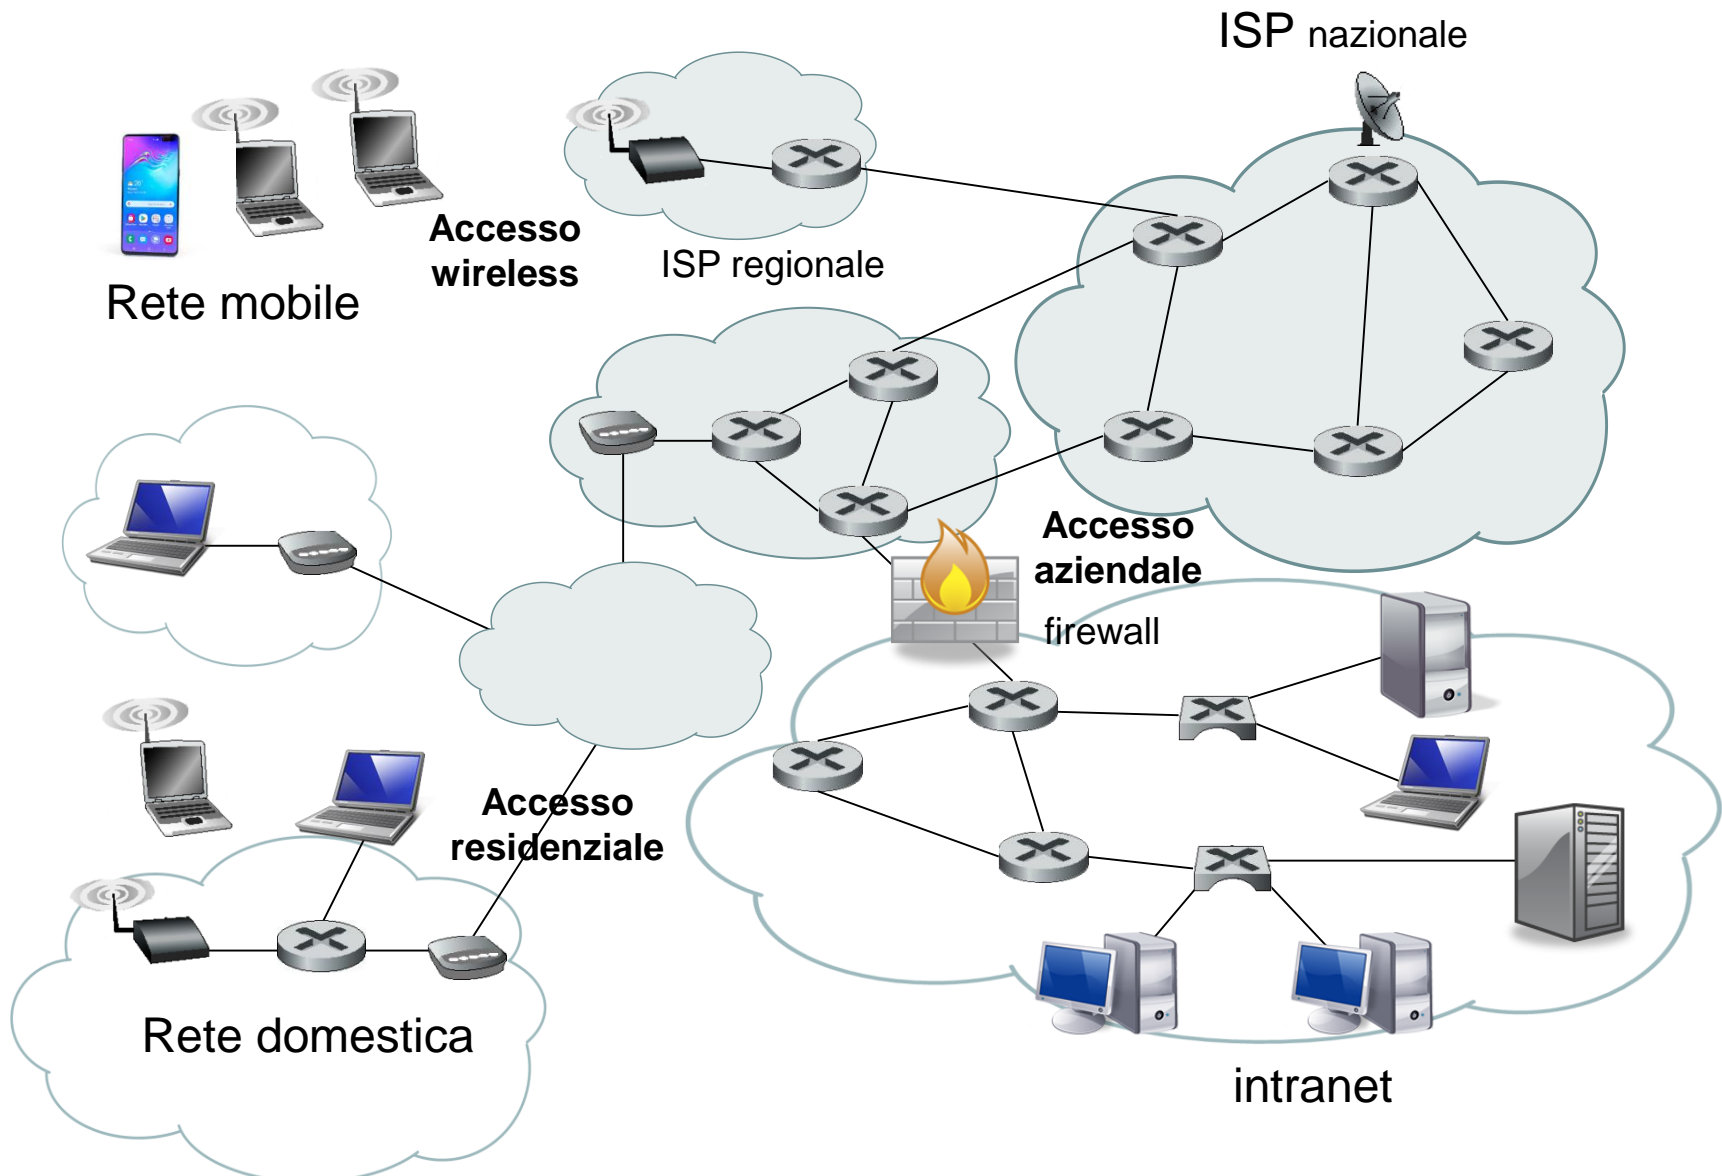 ISP nazionale
Accesso
wireless
ISP regionale
Rete mobile
Accesso
aziendale
firewall
Accesso
residenziale
Rete domestica
intranet